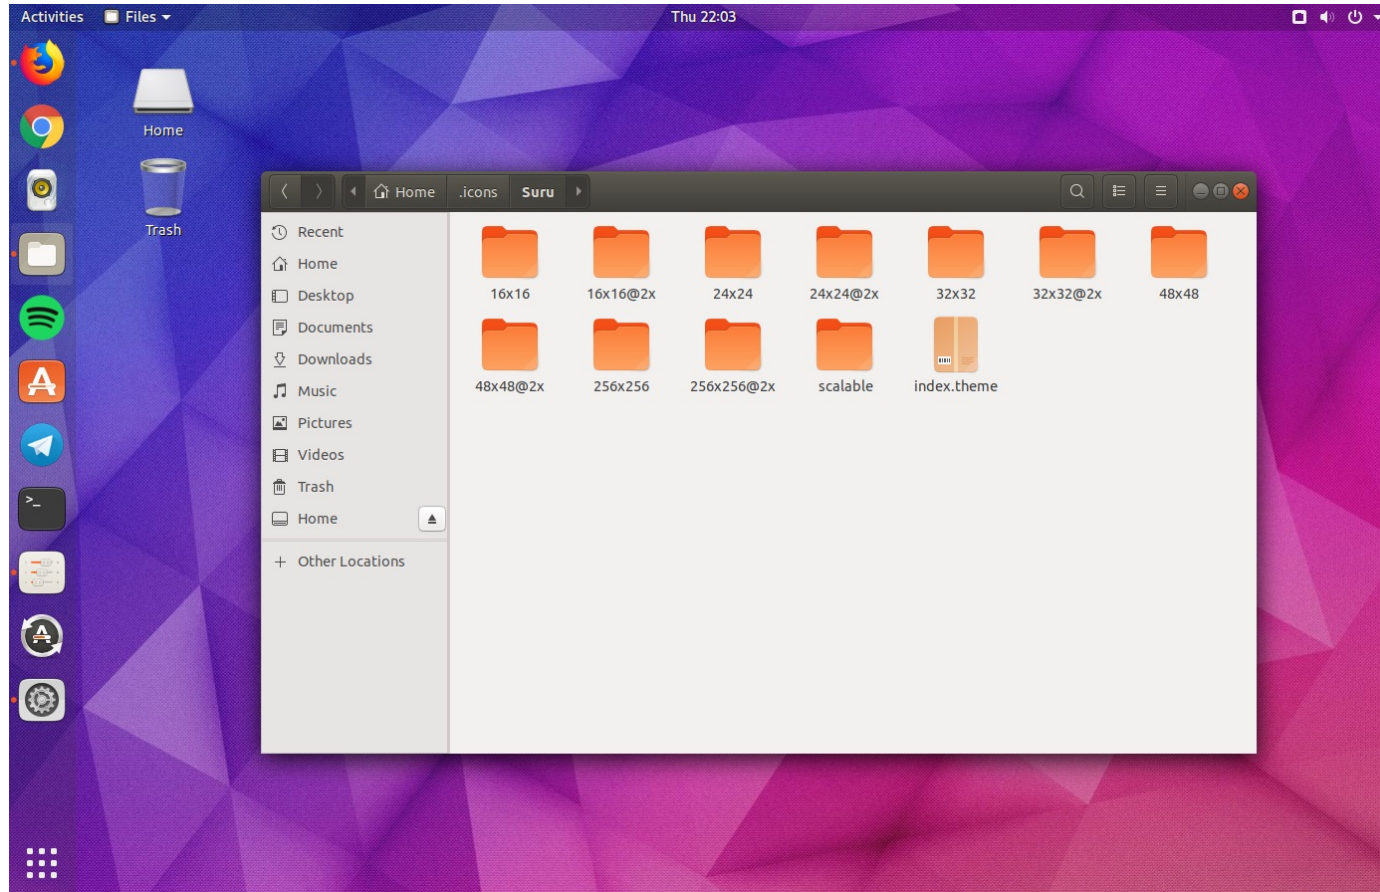 Activities Files Thu 22:03
Home
Trash
Home .icons Suru
Recent
Home
Desktop
Documents
Downloads
Music
Pictures
Videos
Trash
Home
+ Other Locations
16x16 16x16@2x 24x24 24x24@2x 32x32 32x32@2x 48x48
48x48@2x 256x256 256x256@2x scalable index.theme
>_